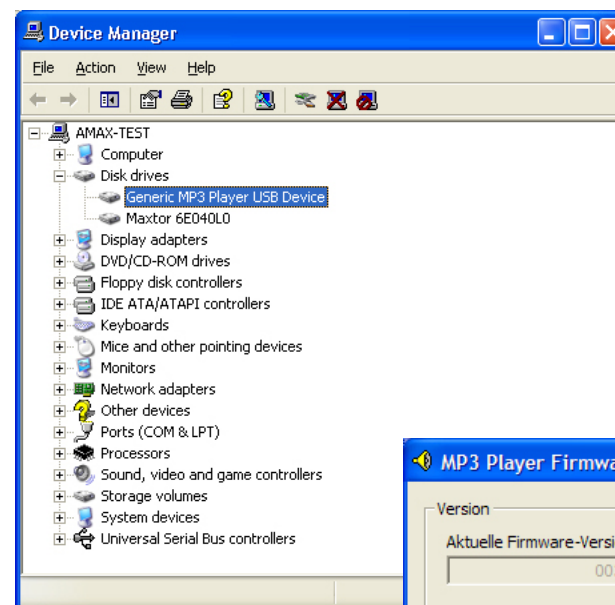 Device Manager
File Action View Help
AMAX-TEST
Computer
Disk drives
Generic MP3 Player USB Device
Maxtor 6E040L0
Display adapters
DVD/CD-ROM drives
Floppy disk controllers
IDE ATA/ATAPI controllers
Keyboards
Mice and other pointing devices
Monitors
Network adapters
Other devices
Ports (COM & LPT)
Processors
Sound, video and game controllers
Storage volumes
System devices
Universal Serial Bus controllers
MP3 Player Firmwa
Version
Aktuelle Firmware-Versi
00.